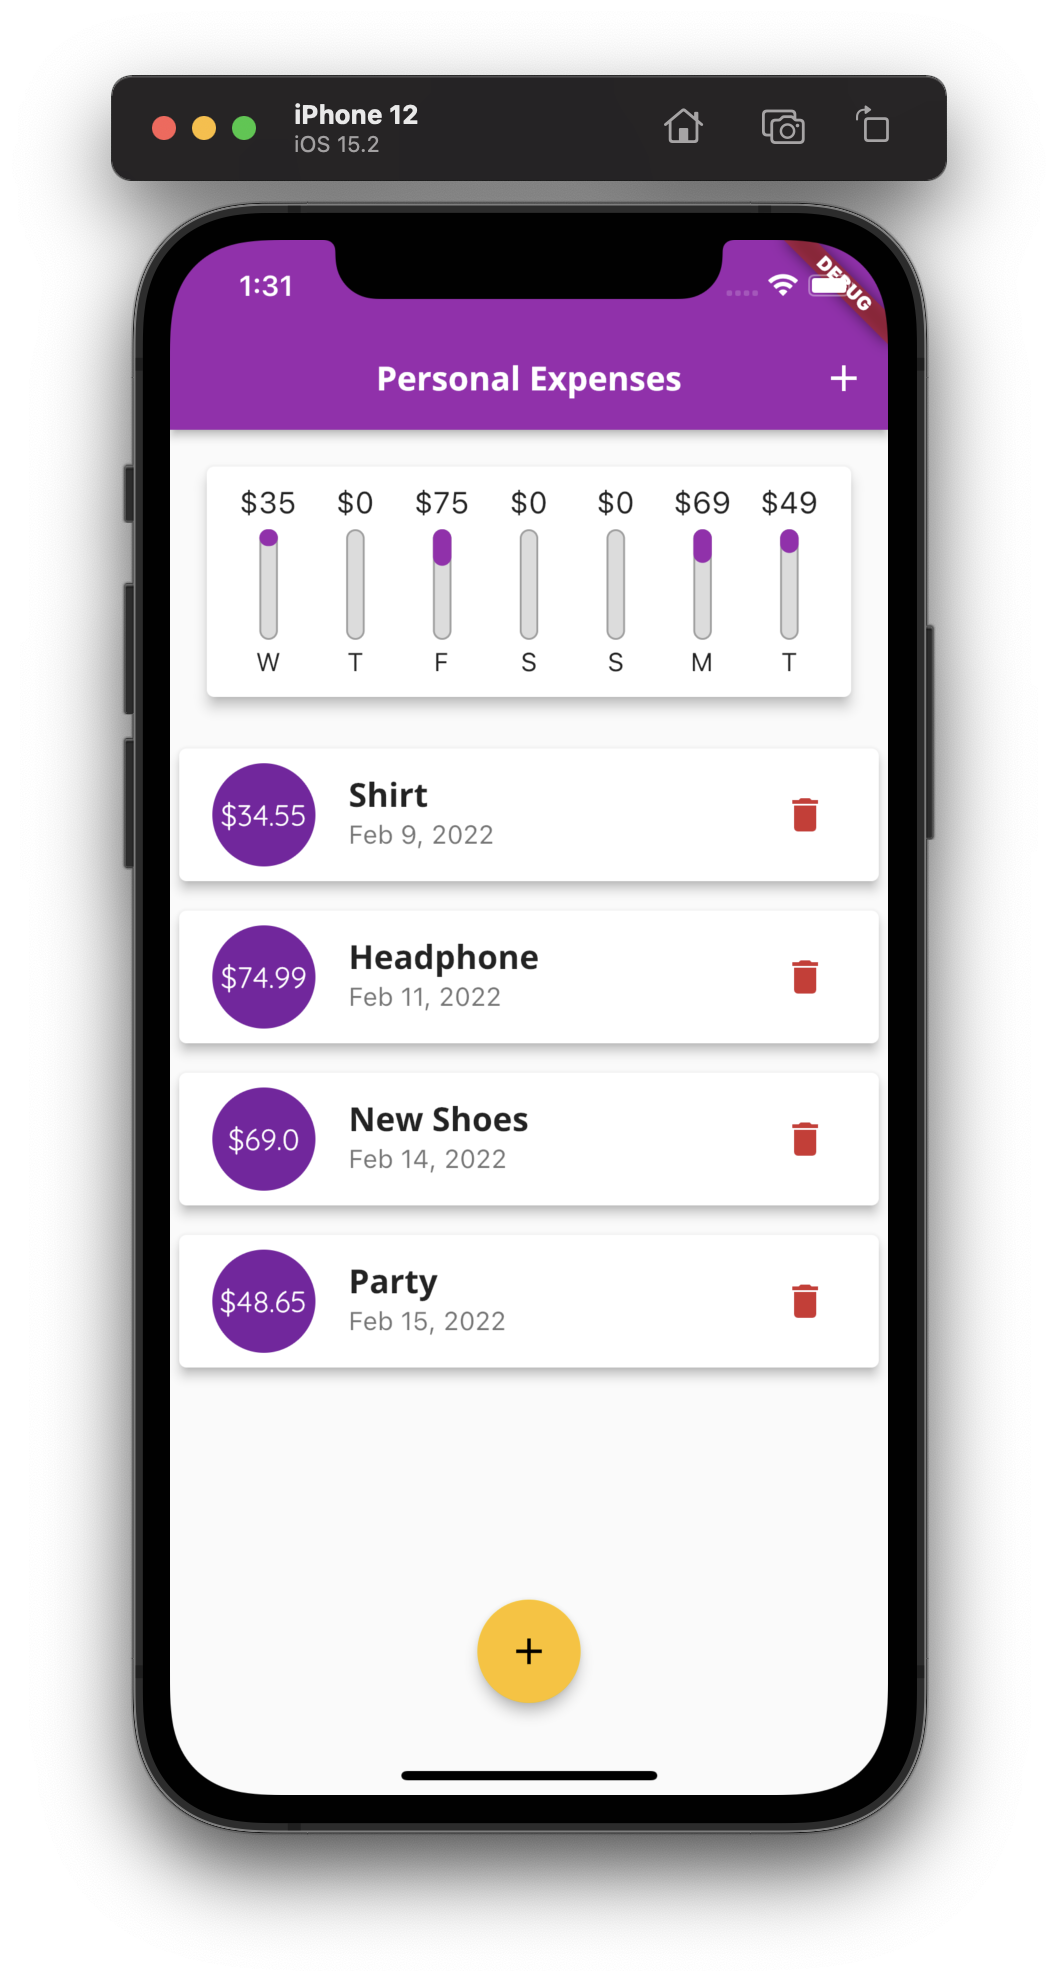 iPhone 12
iOS 15.2
1:31
DEBUG
Personal Expenses
$35 $0 $75 $0 $0 $69 $49
W T F S S M T
$34.55
Shirt
Feb 9, 2022
$74.99
Headphone
Feb 11, 2022
$69.0
New Shoes
Feb 14, 2022
$48.65
Party
Feb 15, 2022